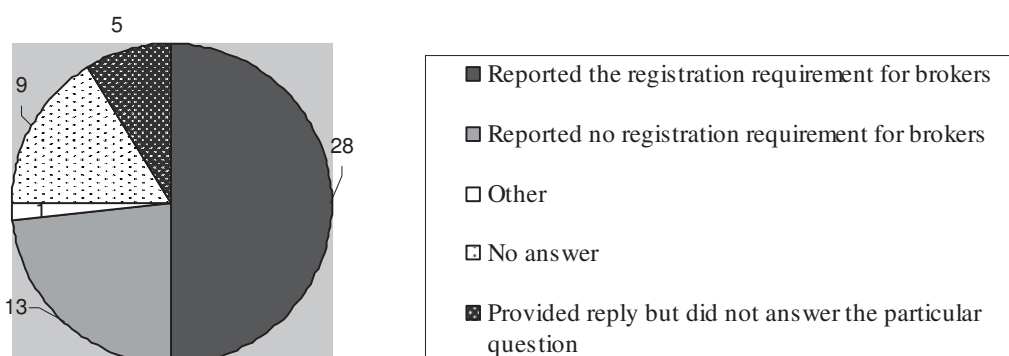 5
9
28
1
13
Reported the registration requirement for brokers
Reported no registration requirement for brokers
Other
No answer
Provided reply but did not answer the particular
question